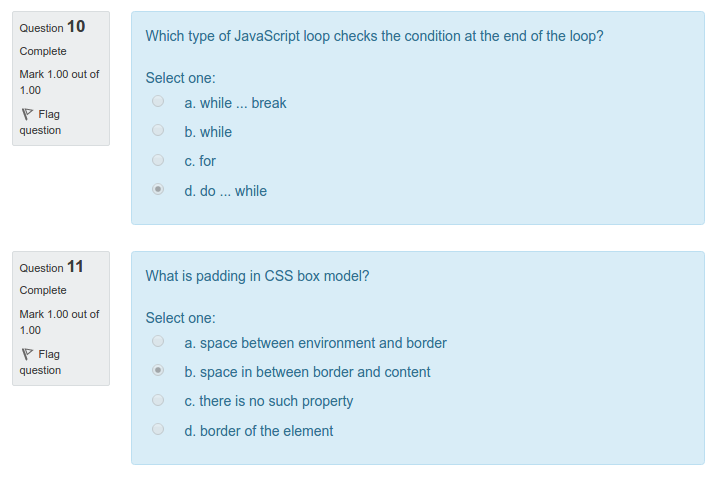 Question 10
Complete
Mark 1.00 out of
1.00
Flag
question
Which type of JavaScript loop checks the condition at the end of the loop?
Select one:
a. while ... break
b. while
c. for
d. do ... while
Question 11
Complete
Mark 1.00 out of
1.00
Flag
question
What is padding in CSS box model?
Select one:
a. space between environment and border
b. space in between border and content
c. there is no such property
d. border of the element